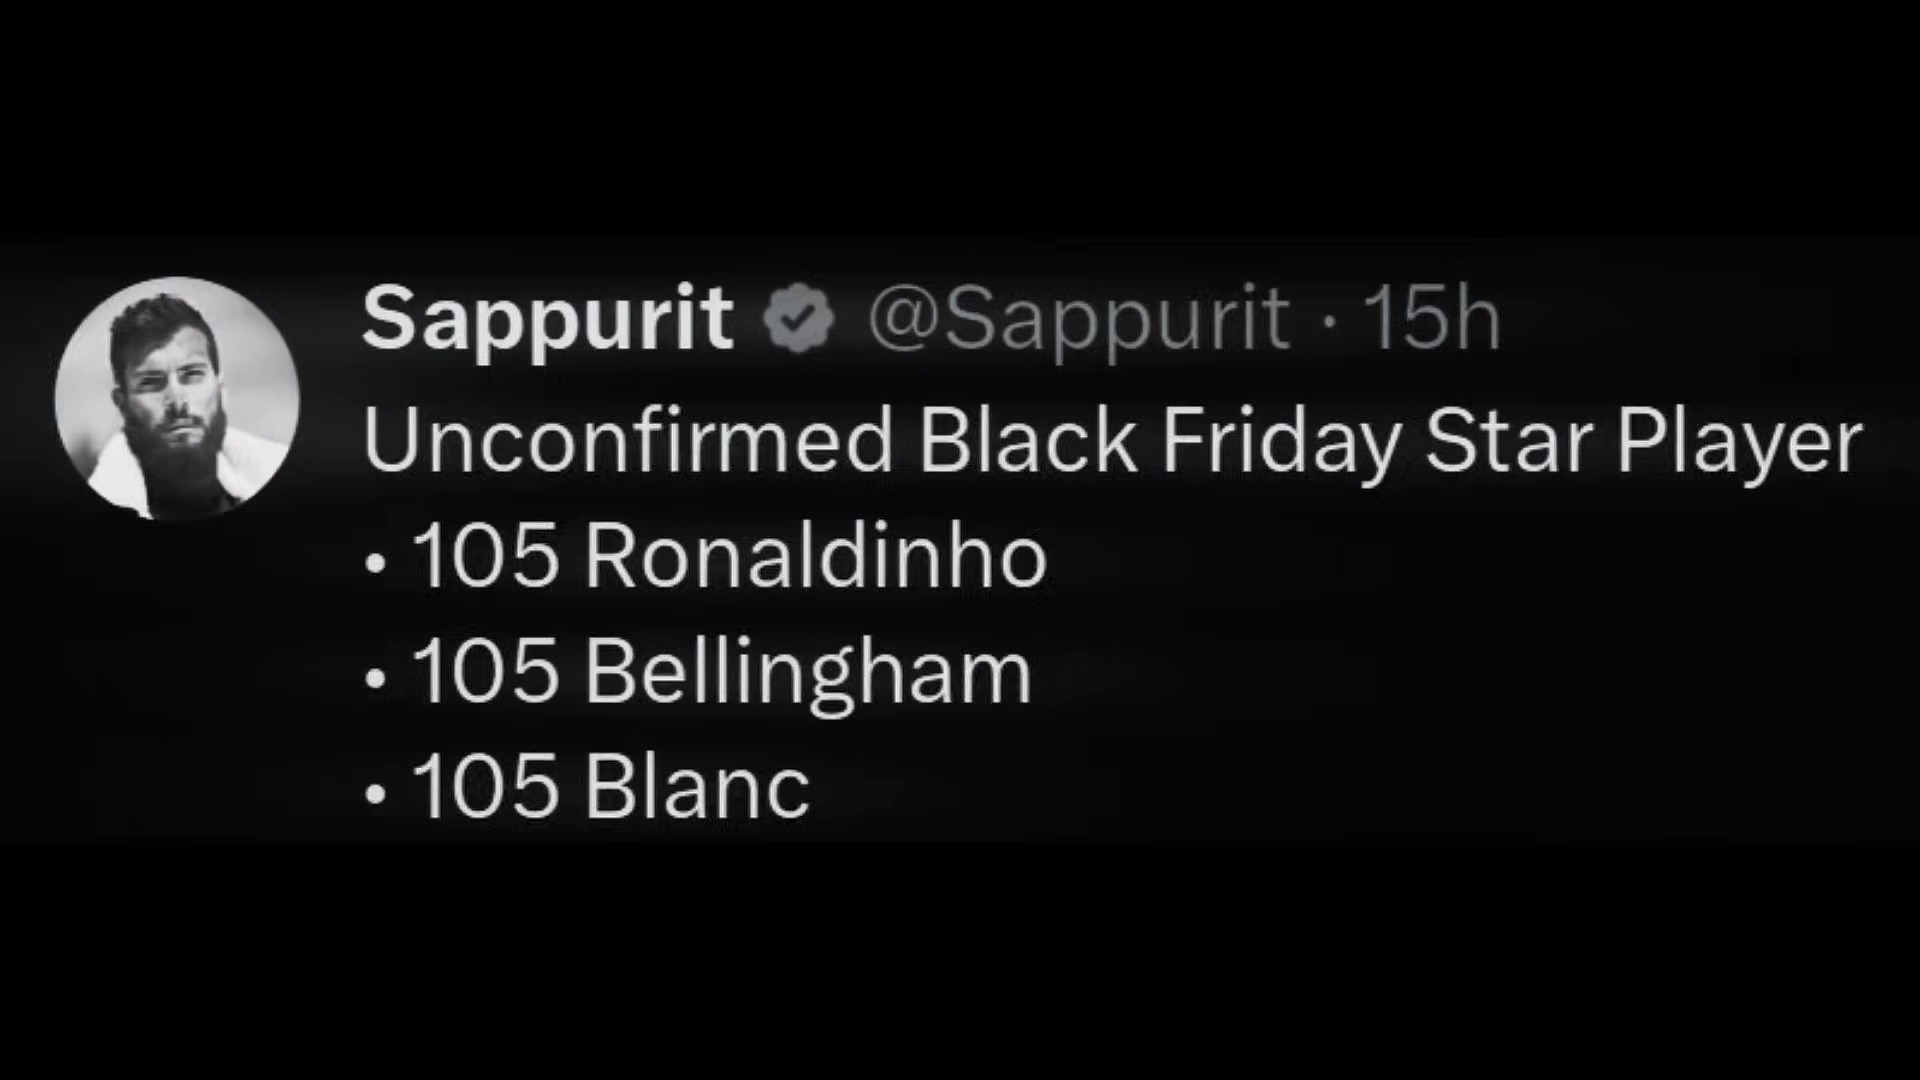 Sappurit @Sappurit · 15h
Unconfirmed Black Friday Star Player
• 105 Ronaldinho
• 105 Bellingham
• 105 Blanc